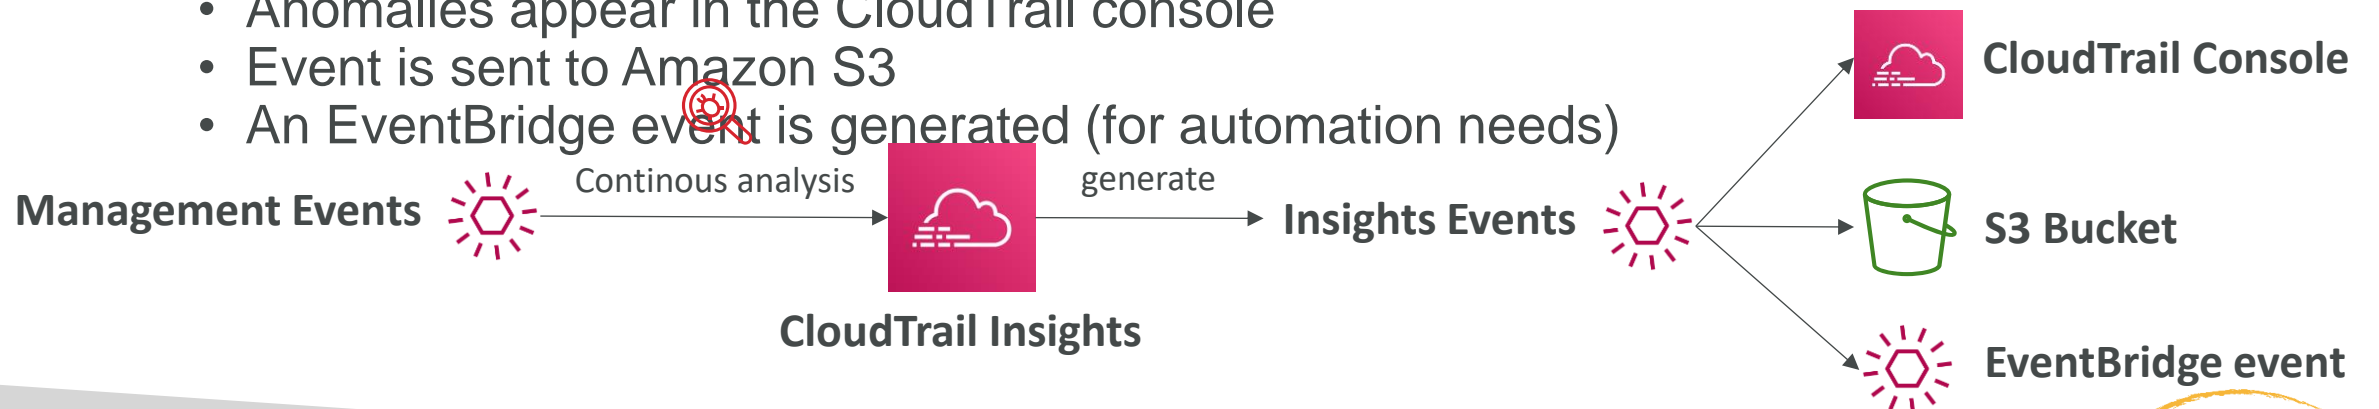 • Anomalies appear in the CloudTrail console
• Event is sent to Amazon S3
• An EventBridge event is generated (for automation needs)
Management Events
Continous analysis
CloudTrail Insights
generate
Insights Events
CloudTrail Console
S3 Bucket
EventBridge event